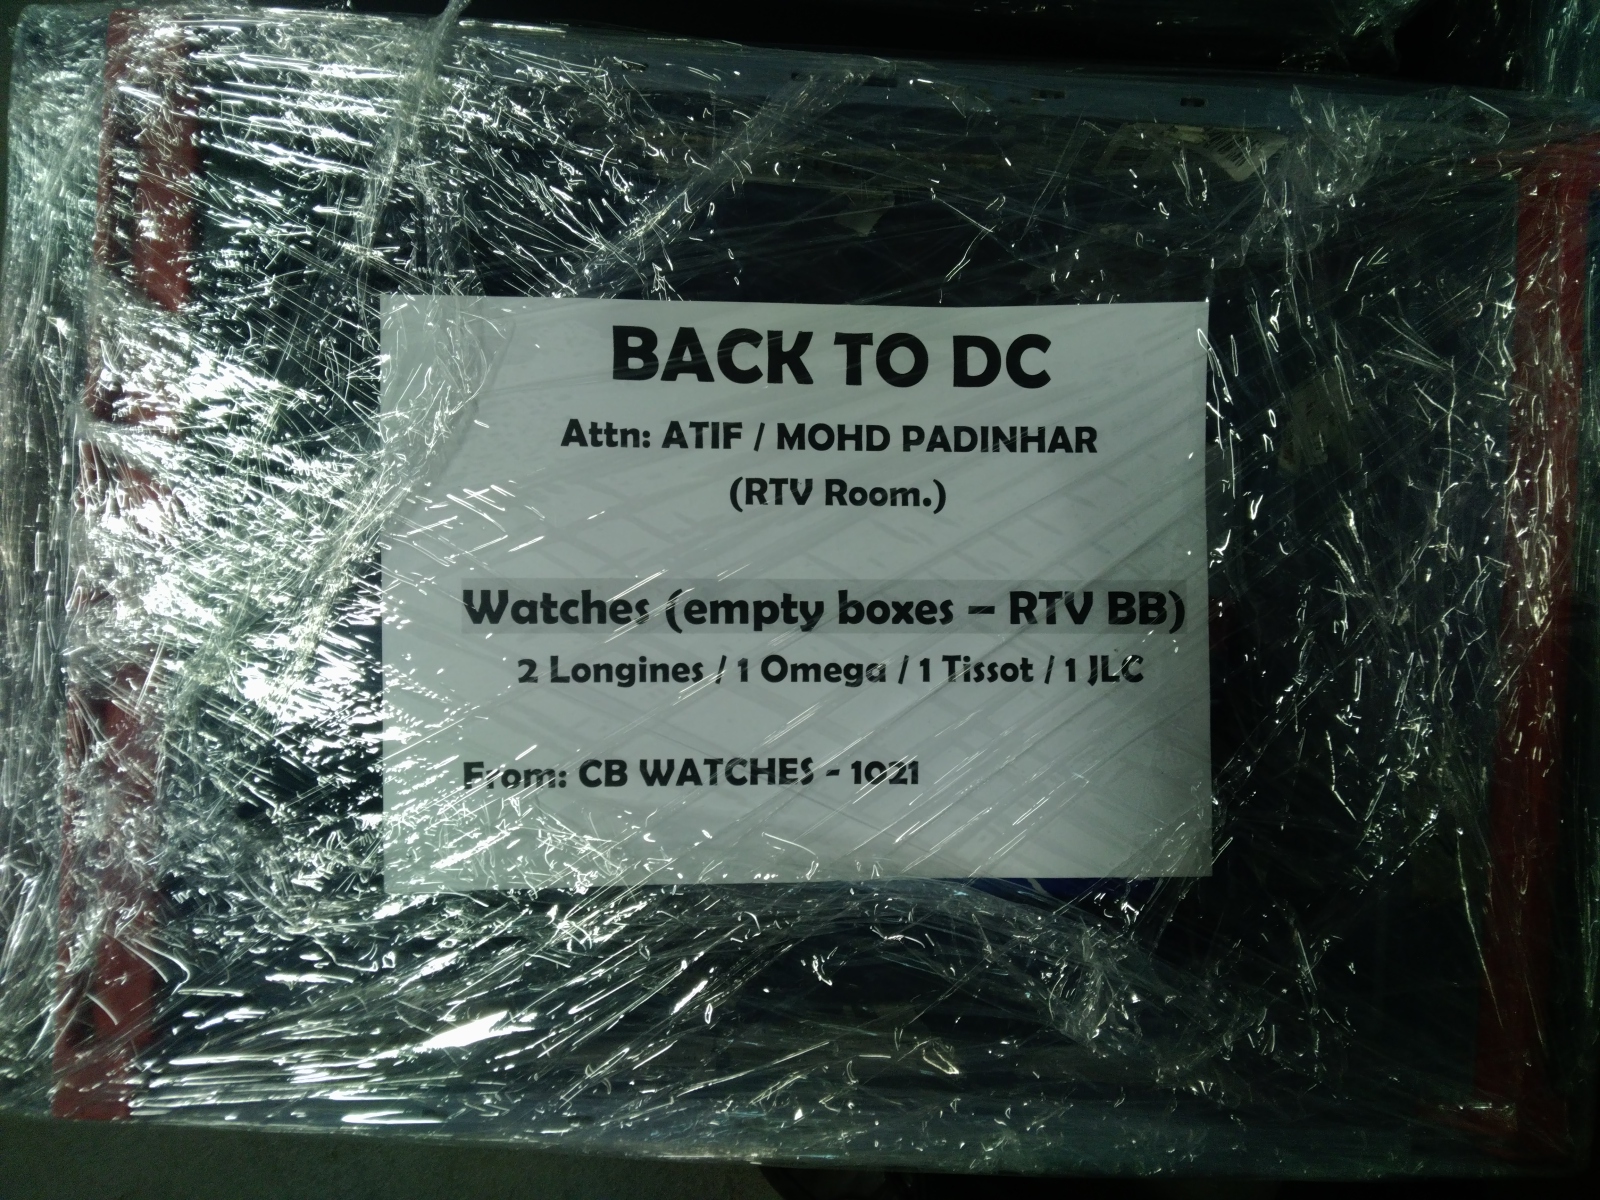 BACK TO DC
Attn: ATIF / MOHD PADINHAR
(RTV Room.)
Watches (empty boxes – RTV BB)
2 Longines / 1 Omega / 1 Tissot / 1 JLC
From: CB WATCHES - 1021